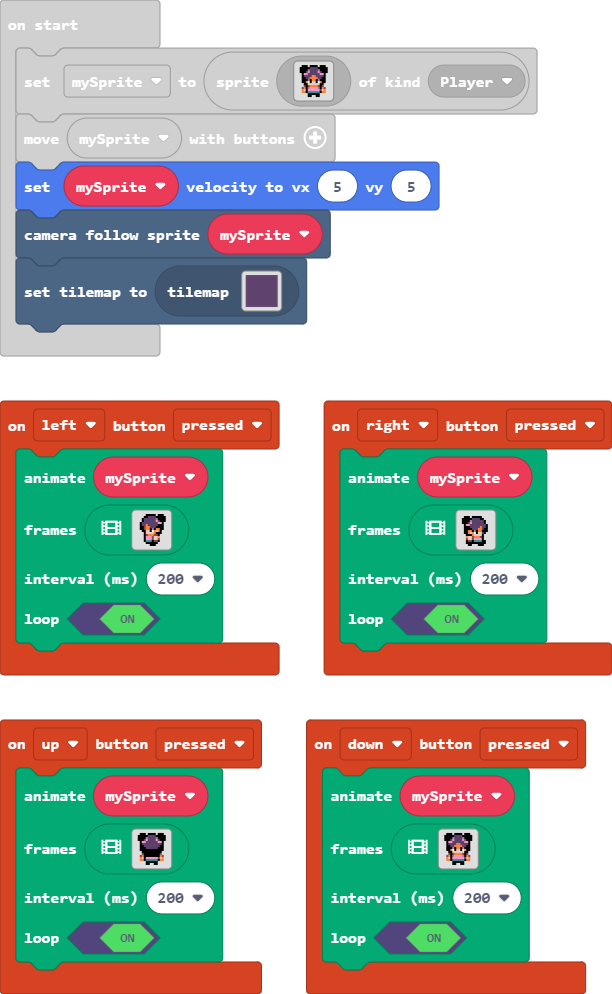 on start
set mySprite to sprite of kind Player
move mySprite with buttons
set mySprite velocity to vx 5 vy 5
camera follow sprite mySprite
set tilemap to tilemap
on left button pressed
animate mySprite
frames
interval (ms) 200
loop ON
on right button pressed
animate mySprite
frames
interval (ms) 200
loop ON
on up button pressed
animate mySprite
frames
interval (ms) 200
loop ON
on down button pressed
animate mySprite
frames
interval (ms) 200
loop ON